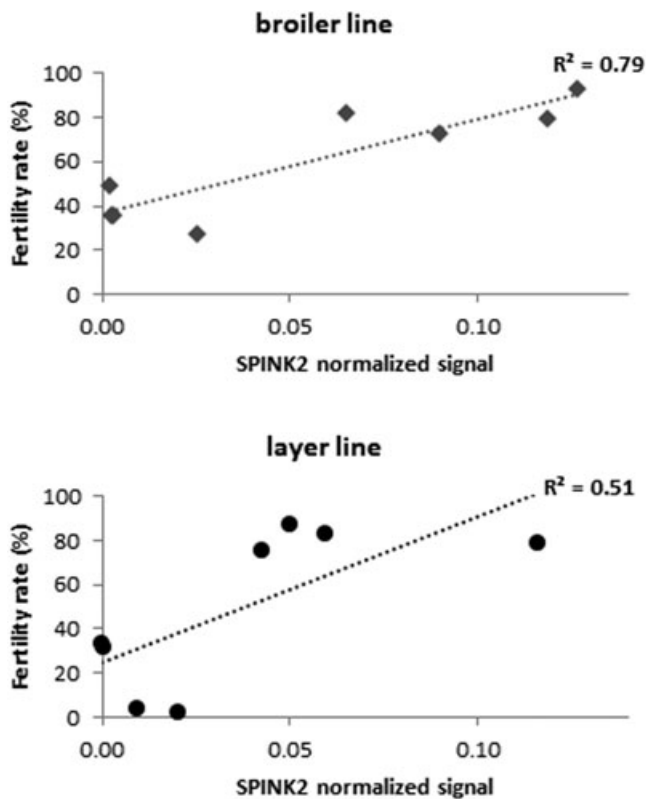 broiler line
R² = 0.79
Fertility rate (%)
100
80
60
40
20
0
0.00 0.05 0.10
SPINK2 normalized signal
layer line
R² = 0.51
Fertility rate (%)
100
80
60
40
20
0
0.00 0.05 0.10
SPINK2 normalized signal